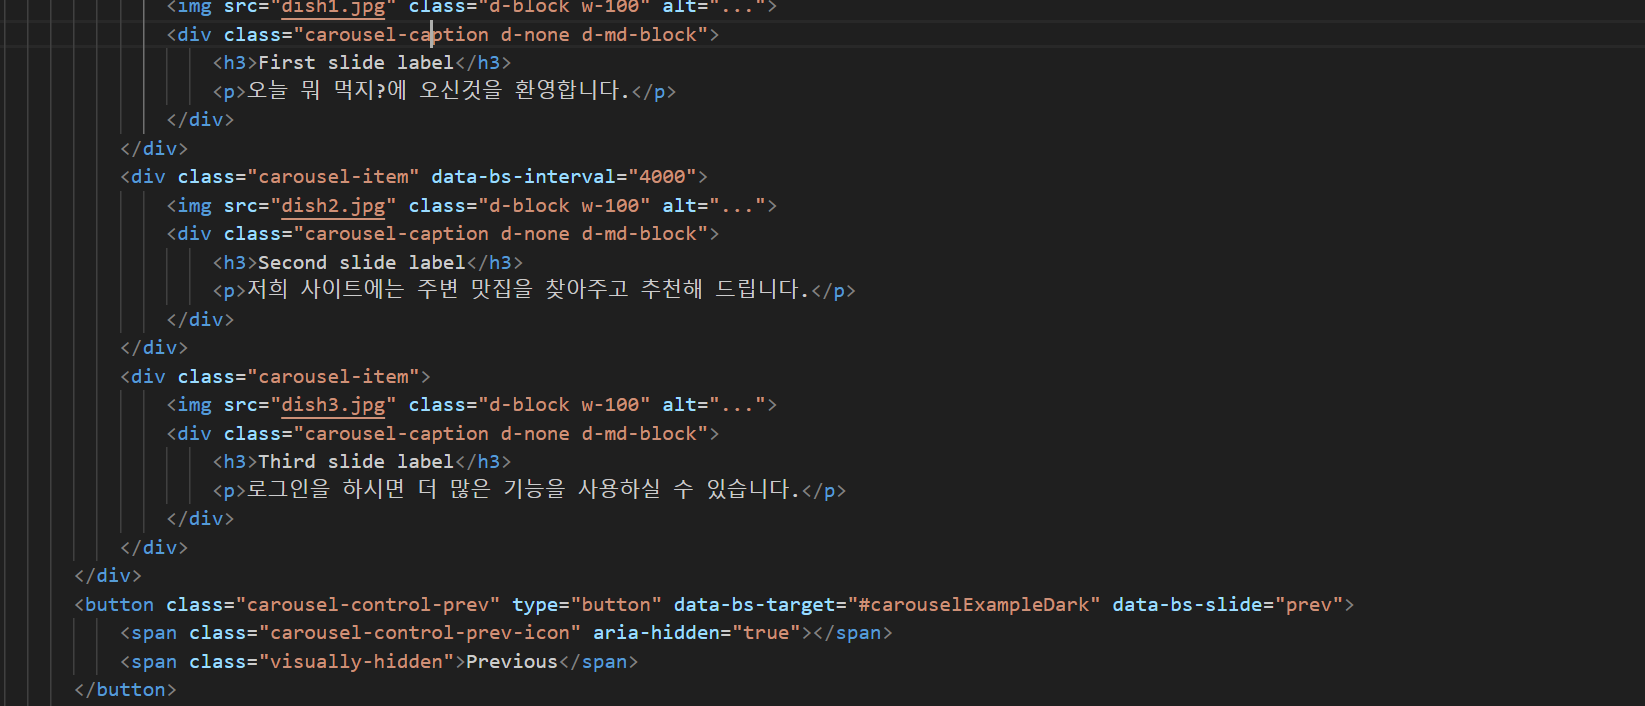 <img src="dish1.jpg" class="d-block w-100" alt="...">
<div class="carousel-caption d-none d-md-block">
<h3>First slide label</h3>
<p>오늘 뭐 먹지?에 오신것을 환영합니다.</p>
</div>
</div>
<div class="carousel-item" data-bs-interval="4000">
<img src="dish2.jpg" class="d-block w-100" alt="...">
<div class="carousel-caption d-none d-md-block">
<h3>Second slide label</h3>
<p>저희 사이트에는 주변 맛집을 찾아주고 추천해 드립니다.</p>
</div>
</div>
<div class="carousel-item">
<img src="dish3.jpg" class="d-block w-100" alt="...">
<div class="carousel-caption d-none d-md-block">
<h3>Third slide label</h3>
<p>로그인을 하시면 더 많은 기능을 사용하실 수 있습니다.</p>
</div>
</div>
</div>
<button class="carousel-control-prev" type="button" data-bs-target="#carouselExampleDark" data-bs-slide="prev">
<span class="carousel-control-prev-icon" aria-hidden="true"></span>
<span class="visually-hidden">Previous</span>
</button>